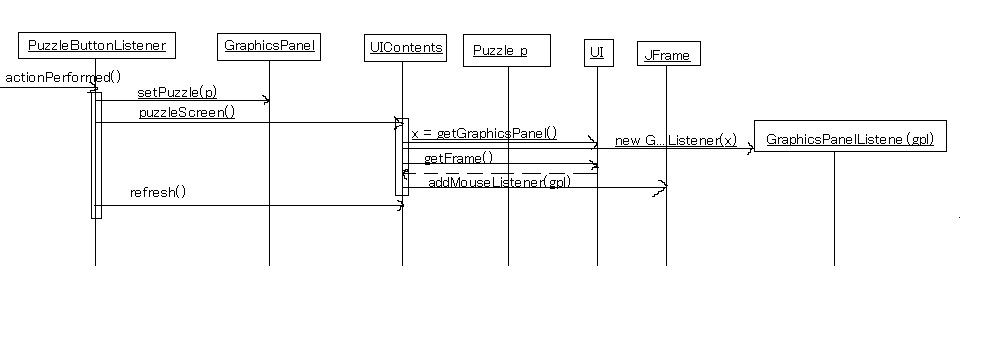 PuzzleButtonListener
GraphicsPanel
UIContents
Puzzle p
UI
JFrame
actionPerformed()
setPuzzle(p)
puzzleScreen()
x = getGraphicsPanel()
new G...Listener(x)
GraphicsPanelListene (gpl)
getFrame()
addMouseListener(gpl)
refresh()